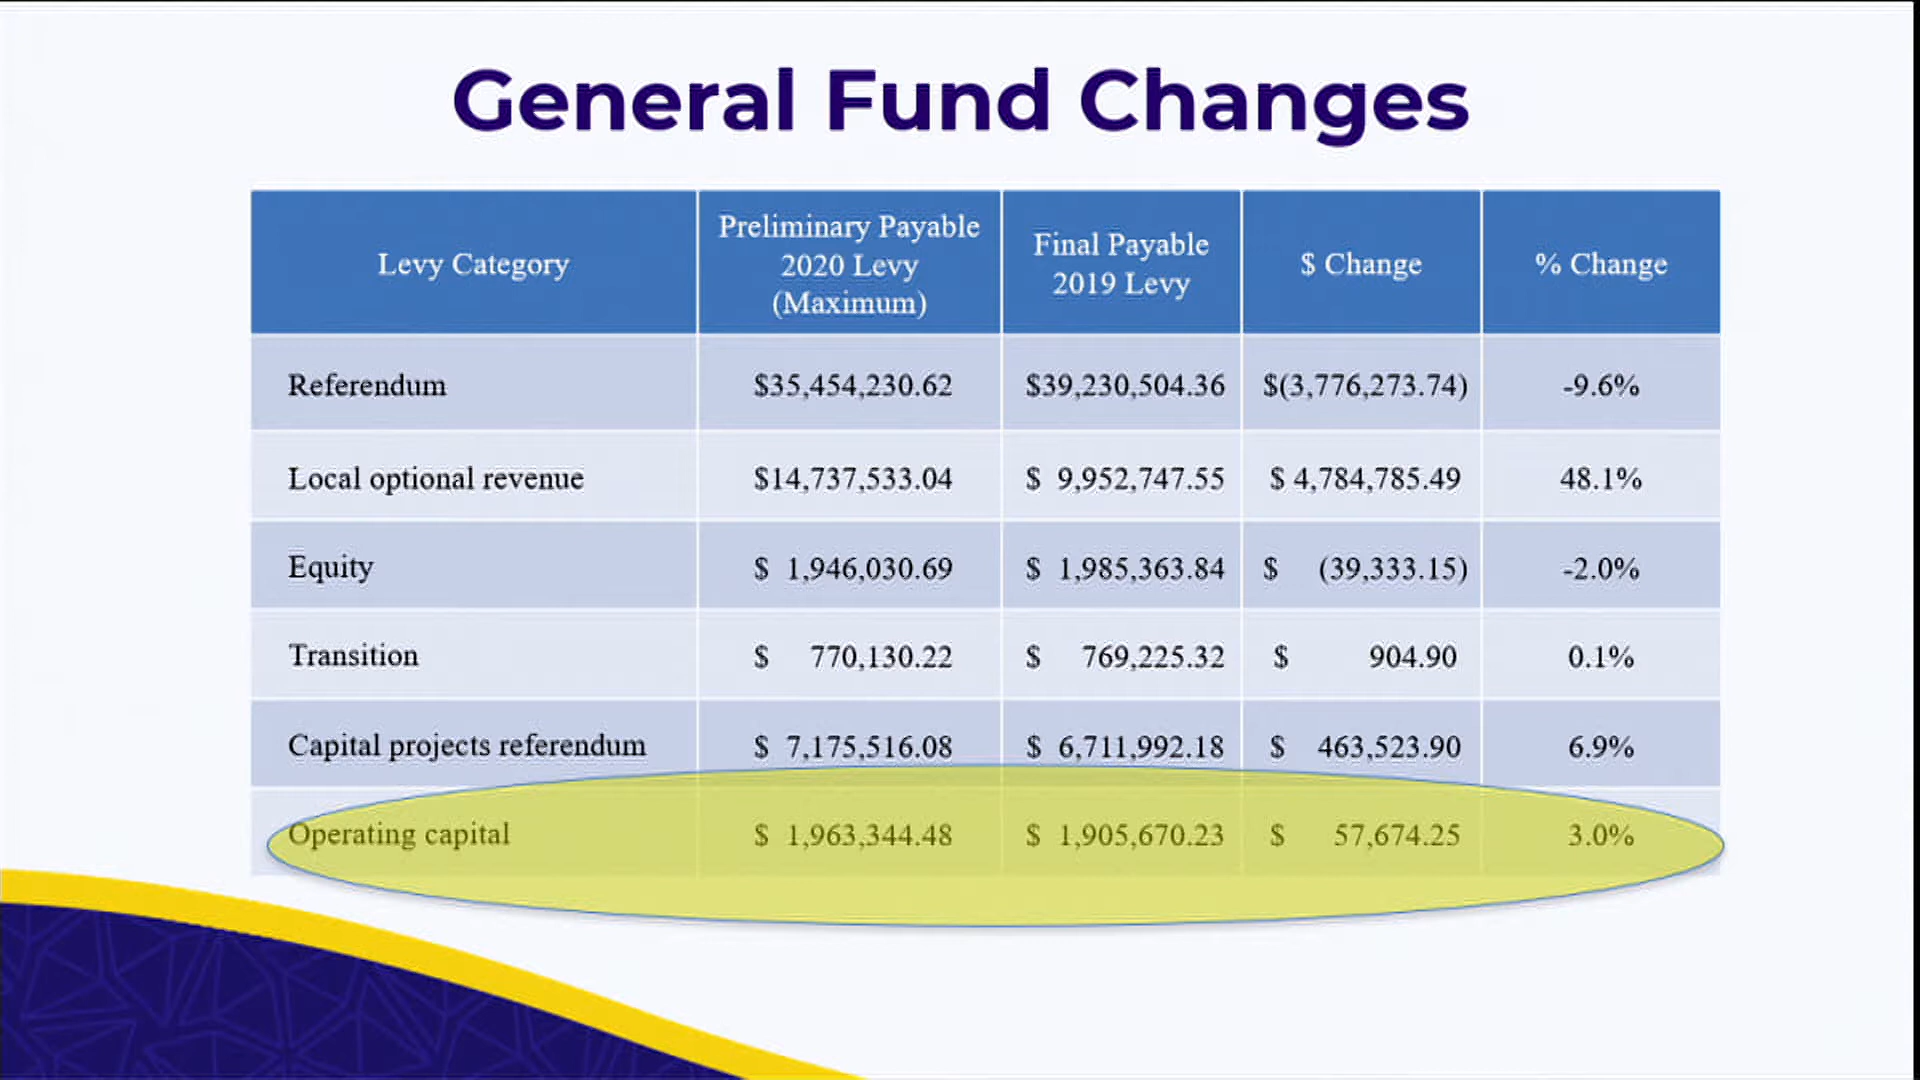 General Fund Changes
Levy Category
Preliminary Payable
2020 Levy
(Maximum)
Final Payable
2019 Levy
$ Change
% Change
Referendum $35,454,230.62 $39,230,504.36 $(3,776,273.74) -9.6%
Local optional revenue $14,737,533.04 $ 9,952,747.55 $ 4,784,785.49 48.1%
Equity $ 1,946,030.69 $ 1,985,363.84 $ (39,333.15) -2.0%
Transition $ 770,130.22 $ 769,225.32 $ 904.90 0.1%
Capital projects referendum $ 7,175,516.08 $ 6,711,992.18 $ 463,523.90 6.9%
Operating capital $ 1,963,344.48 $ 1,905,670.23 $ 57,674.25 3.0%